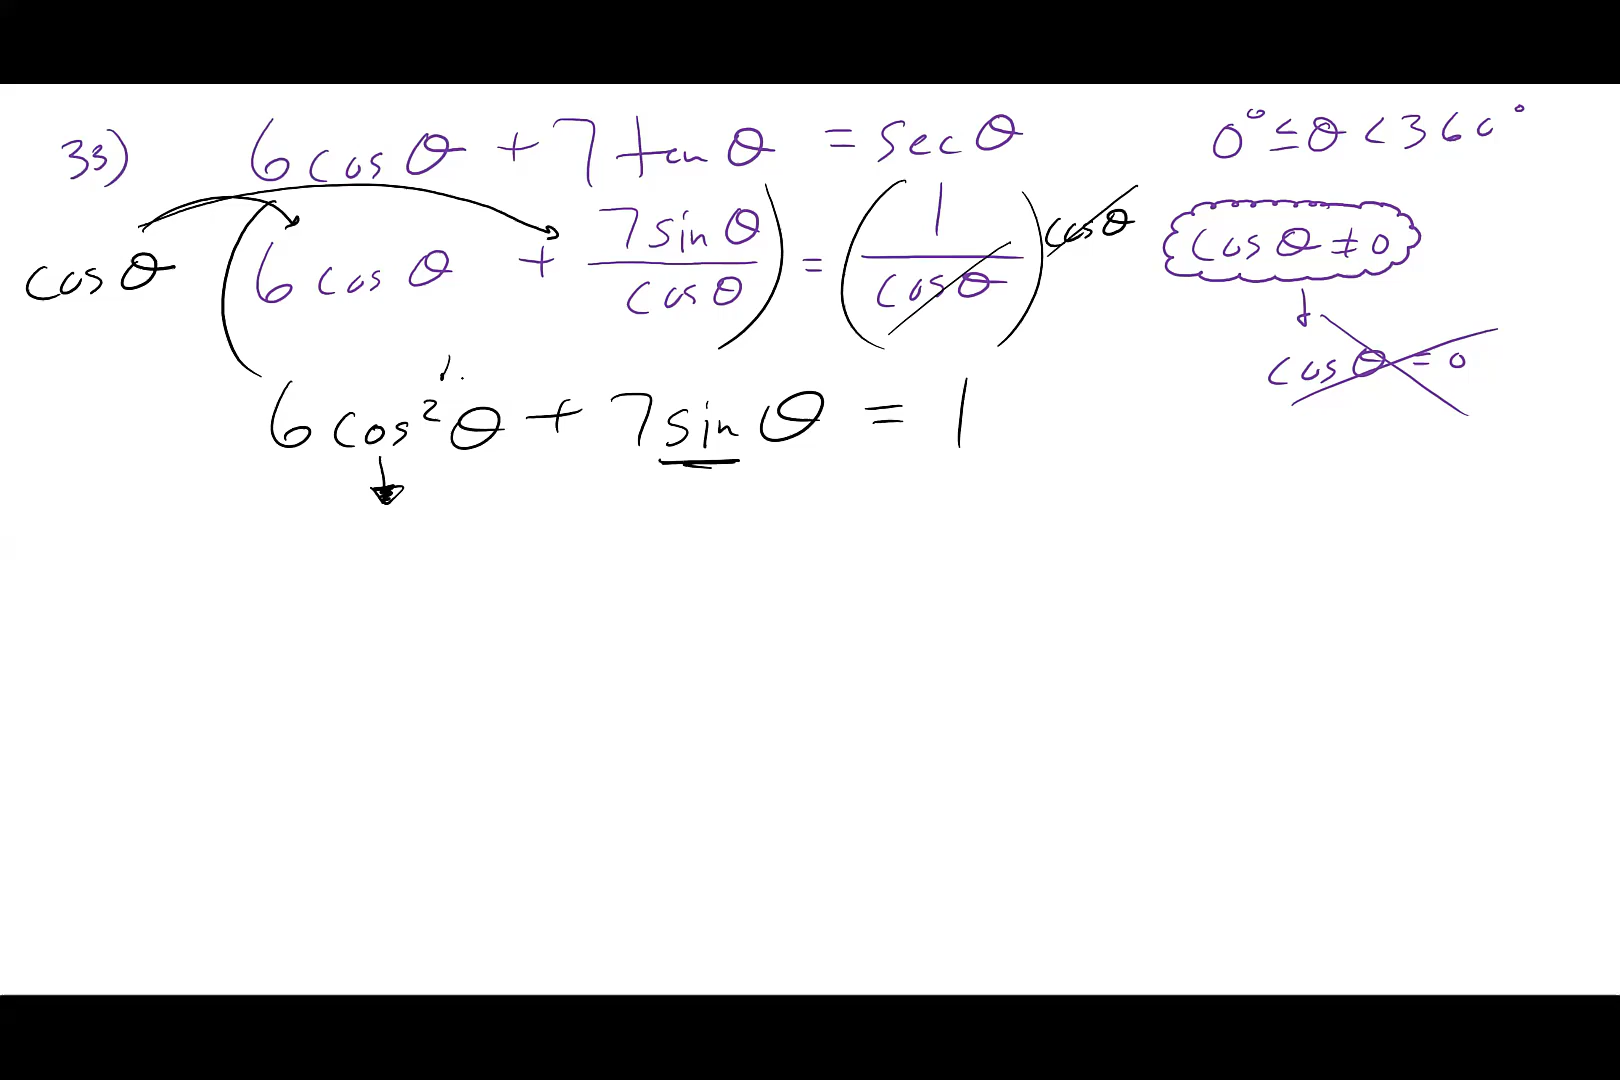 33) 6 cos θ + 7 tan θ = sec θ 0° ≤ θ < 360°
cos θ (6 cos θ + 7 sin θ / cos θ) = (1 / cos θ) cos θ cos θ ≠ 0
cos θ = 0
6 cos² θ + 7 sin θ = 1